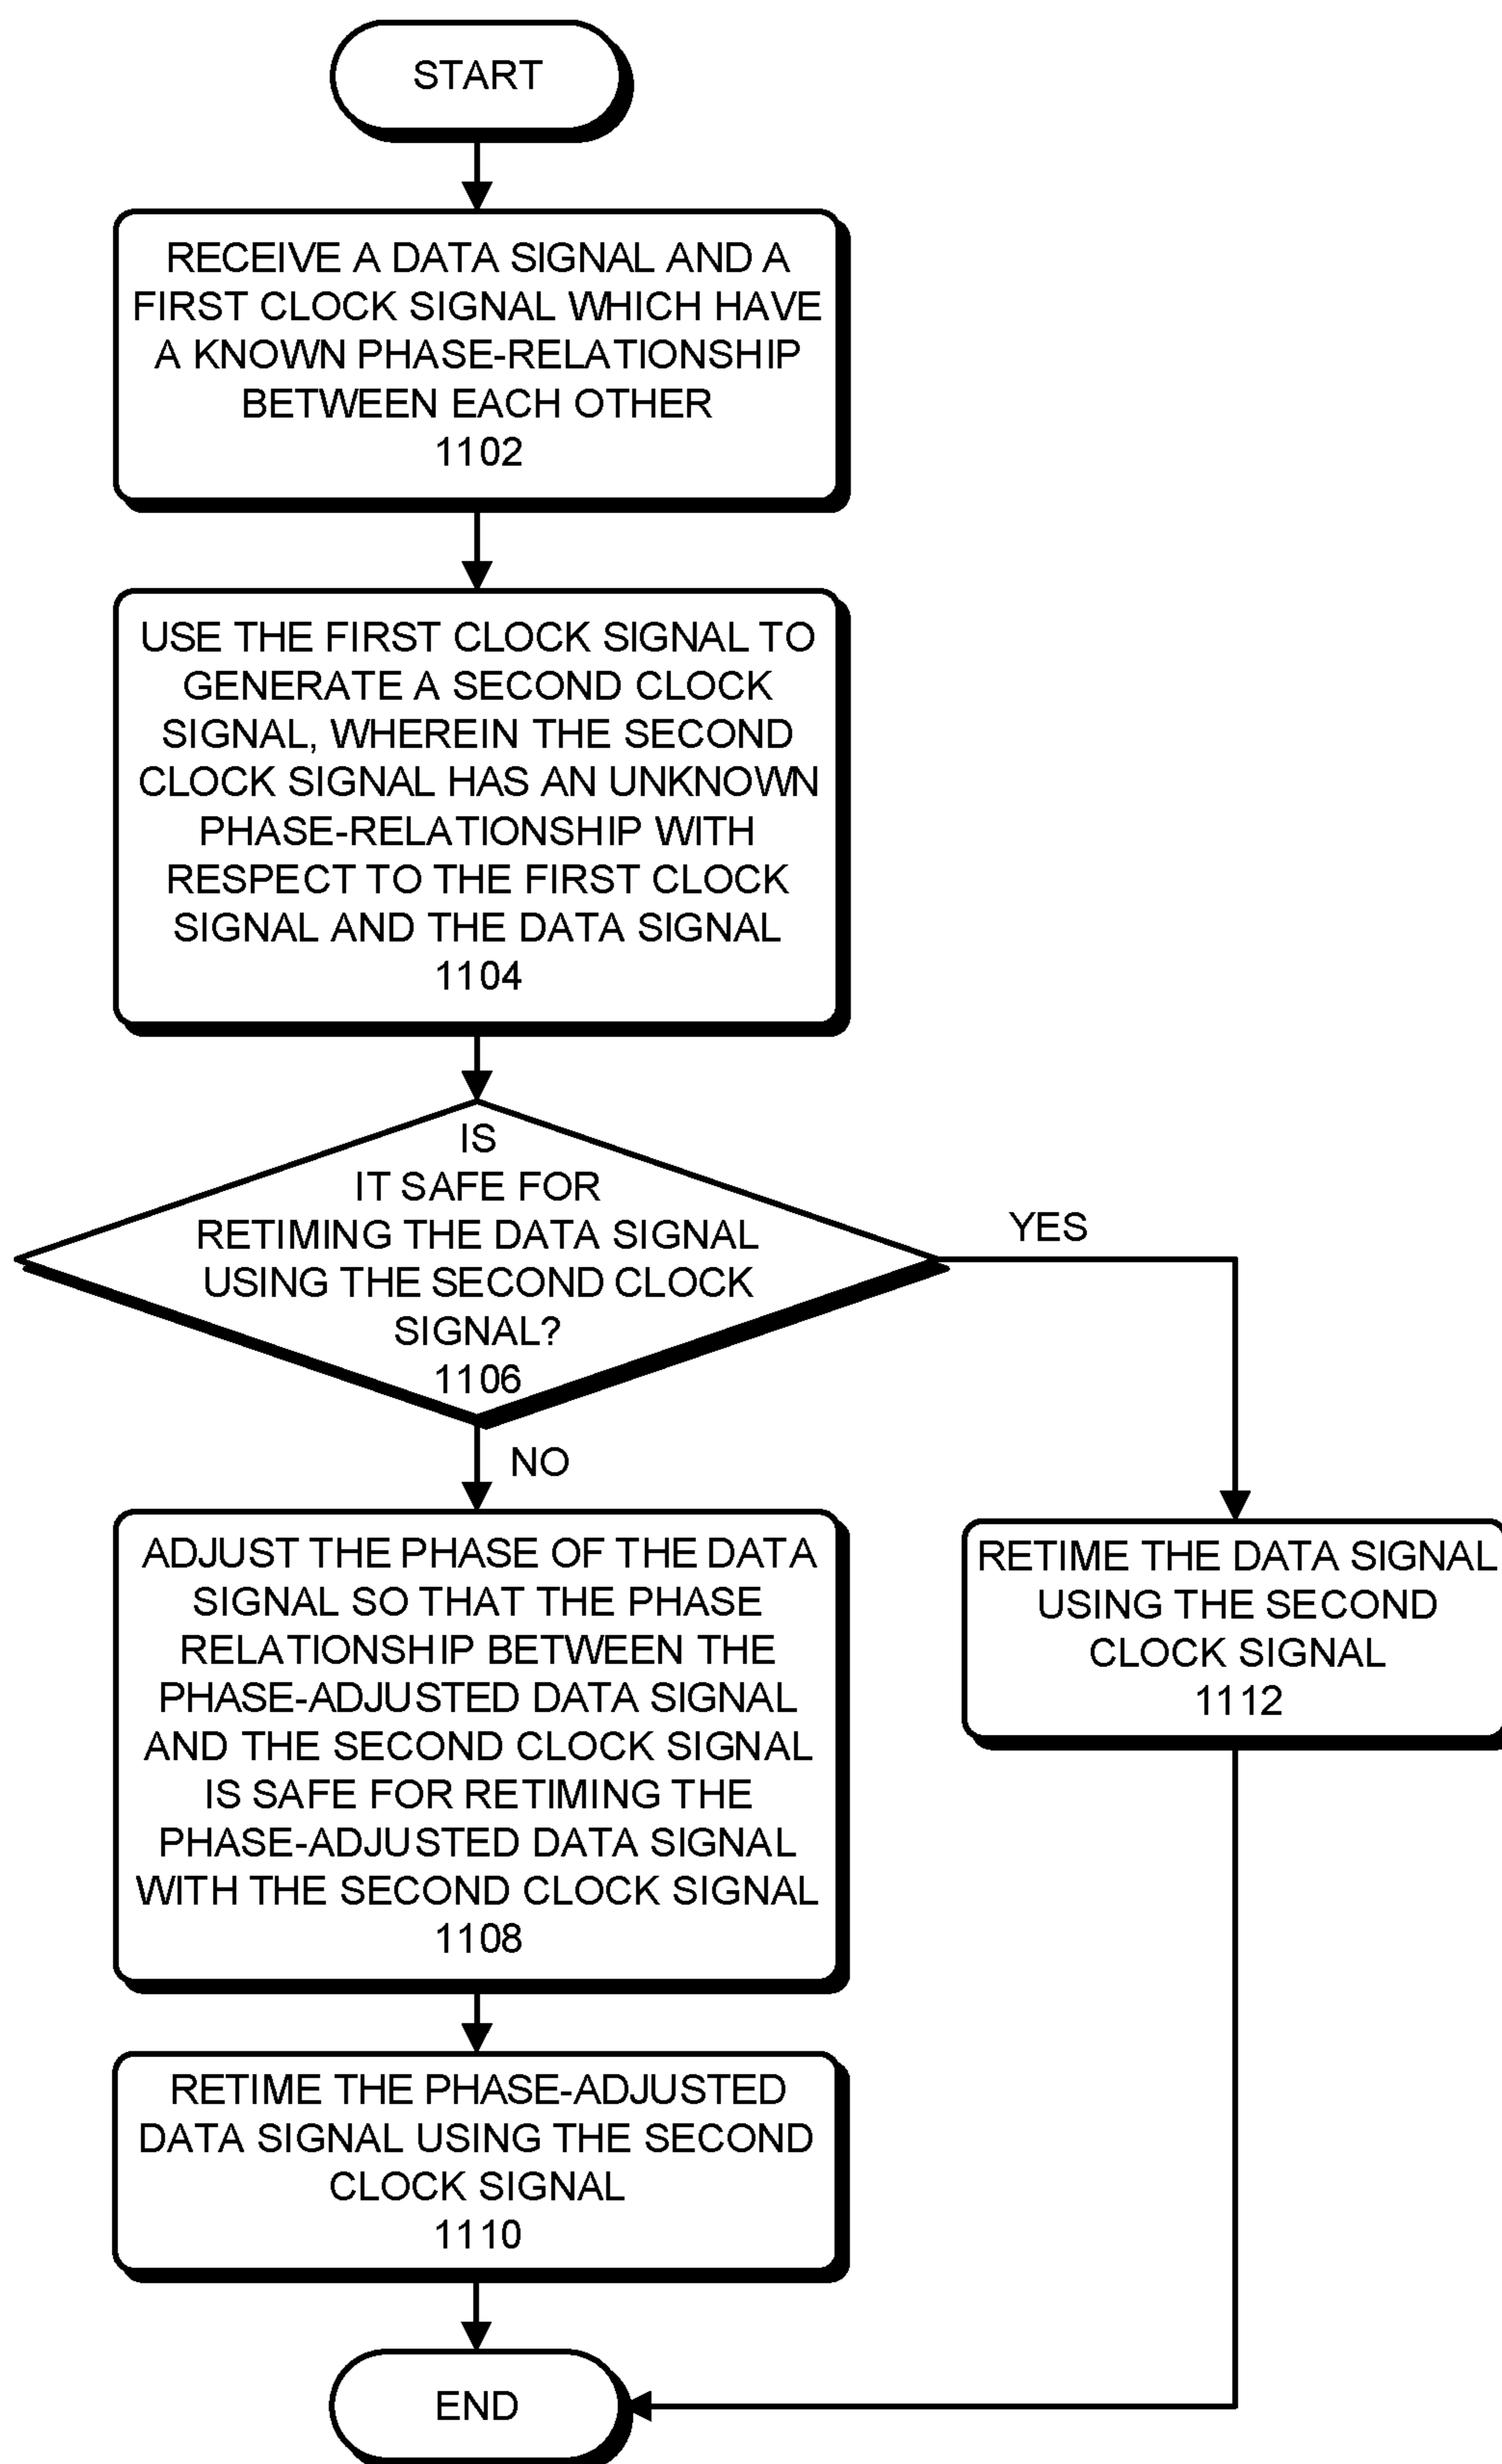 START
RECEIVE A DATA SIGNAL AND A
FIRST CLOCK SIGNAL WHICH HAVE
A KNOWN PHASE-RELATIONSHIP
BETWEEN EACH OTHER
1102
USE THE FIRST CLOCK SIGNAL TO
GENERATE A SECOND CLOCK
SIGNAL, WHEREIN THE SECOND
CLOCK SIGNAL HAS AN UNKNOWN
PHASE-RELATIONSHIP WITH
RESPECT TO THE FIRST CLOCK
SIGNAL AND THE DATA SIGNAL
1104
IS
IT SAFE FOR
RETIMING THE DATA SIGNAL
USING THE SECOND CLOCK
SIGNAL?
1106
YES
NO
ADJUST THE PHASE OF THE DATA
SIGNAL SO THAT THE PHASE
RELATIONSHIP BETWEEN THE
PHASE-ADJUSTED DATA SIGNAL
AND THE SECOND CLOCK SIGNAL
IS SAFE FOR RETIMING THE
PHASE-ADJUSTED DATA SIGNAL
WITH THE SECOND CLOCK SIGNAL
1108
RETIME THE DATA SIGNAL
USING THE SECOND
CLOCK SIGNAL
1112
RETIME THE PHASE-ADJUSTED
DATA SIGNAL USING THE SECOND
CLOCK SIGNAL
1110
END